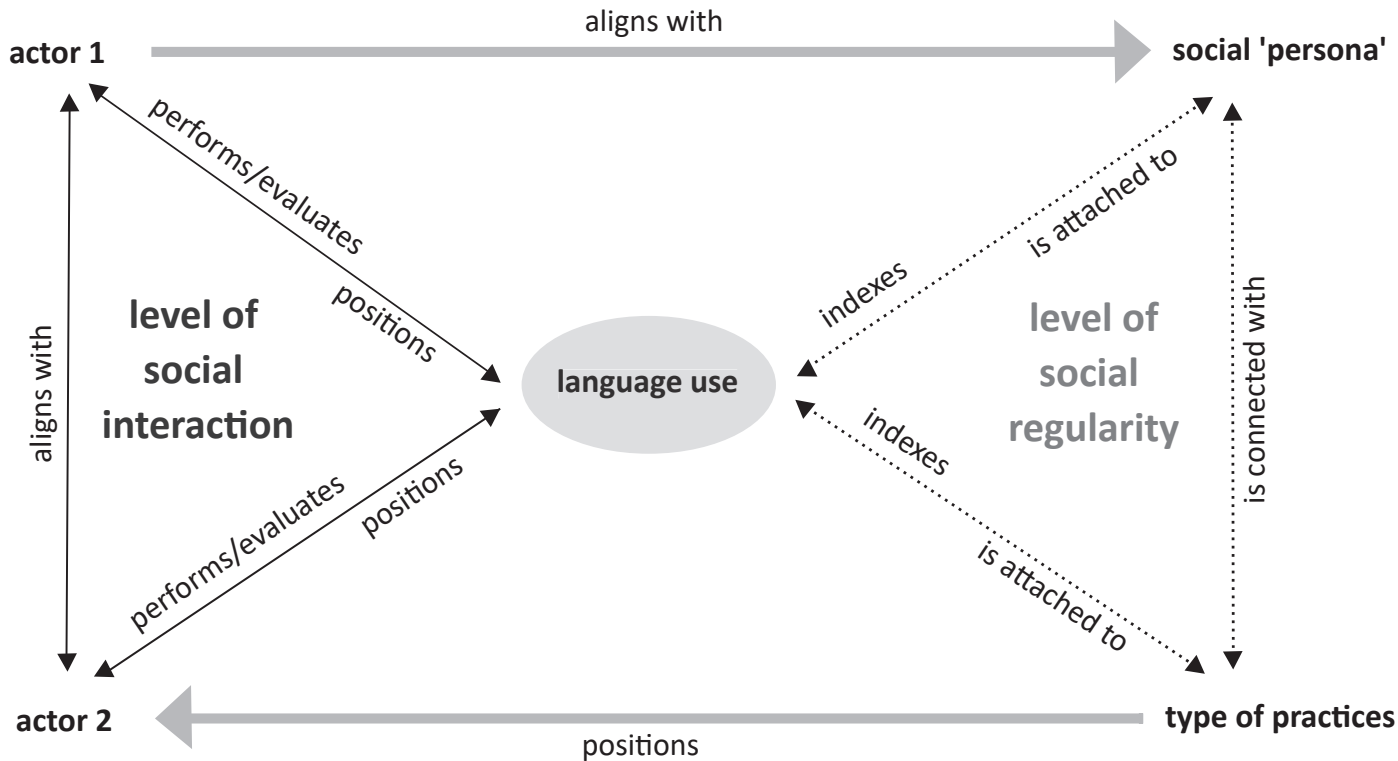 aligns with
actor 1
social 'persona'
performs/evaluates
positions
is attached to
indexes
level of
social
interaction
aligns with
language use
level of
social
regularity
is connected with
performs/evaluates
positions
indexes
is attached to
actor 2
type of practices
positions